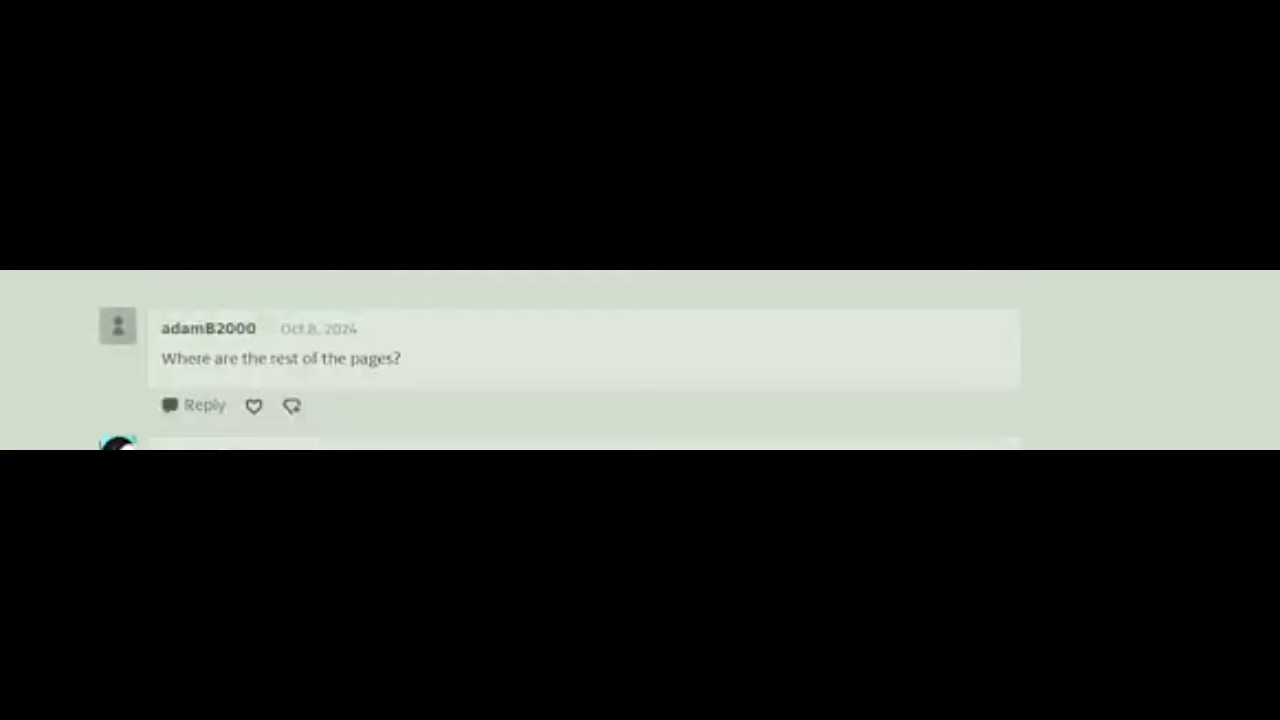 adamB2000 Oct 8, 2024
Where are the rest of the pages?
Reply